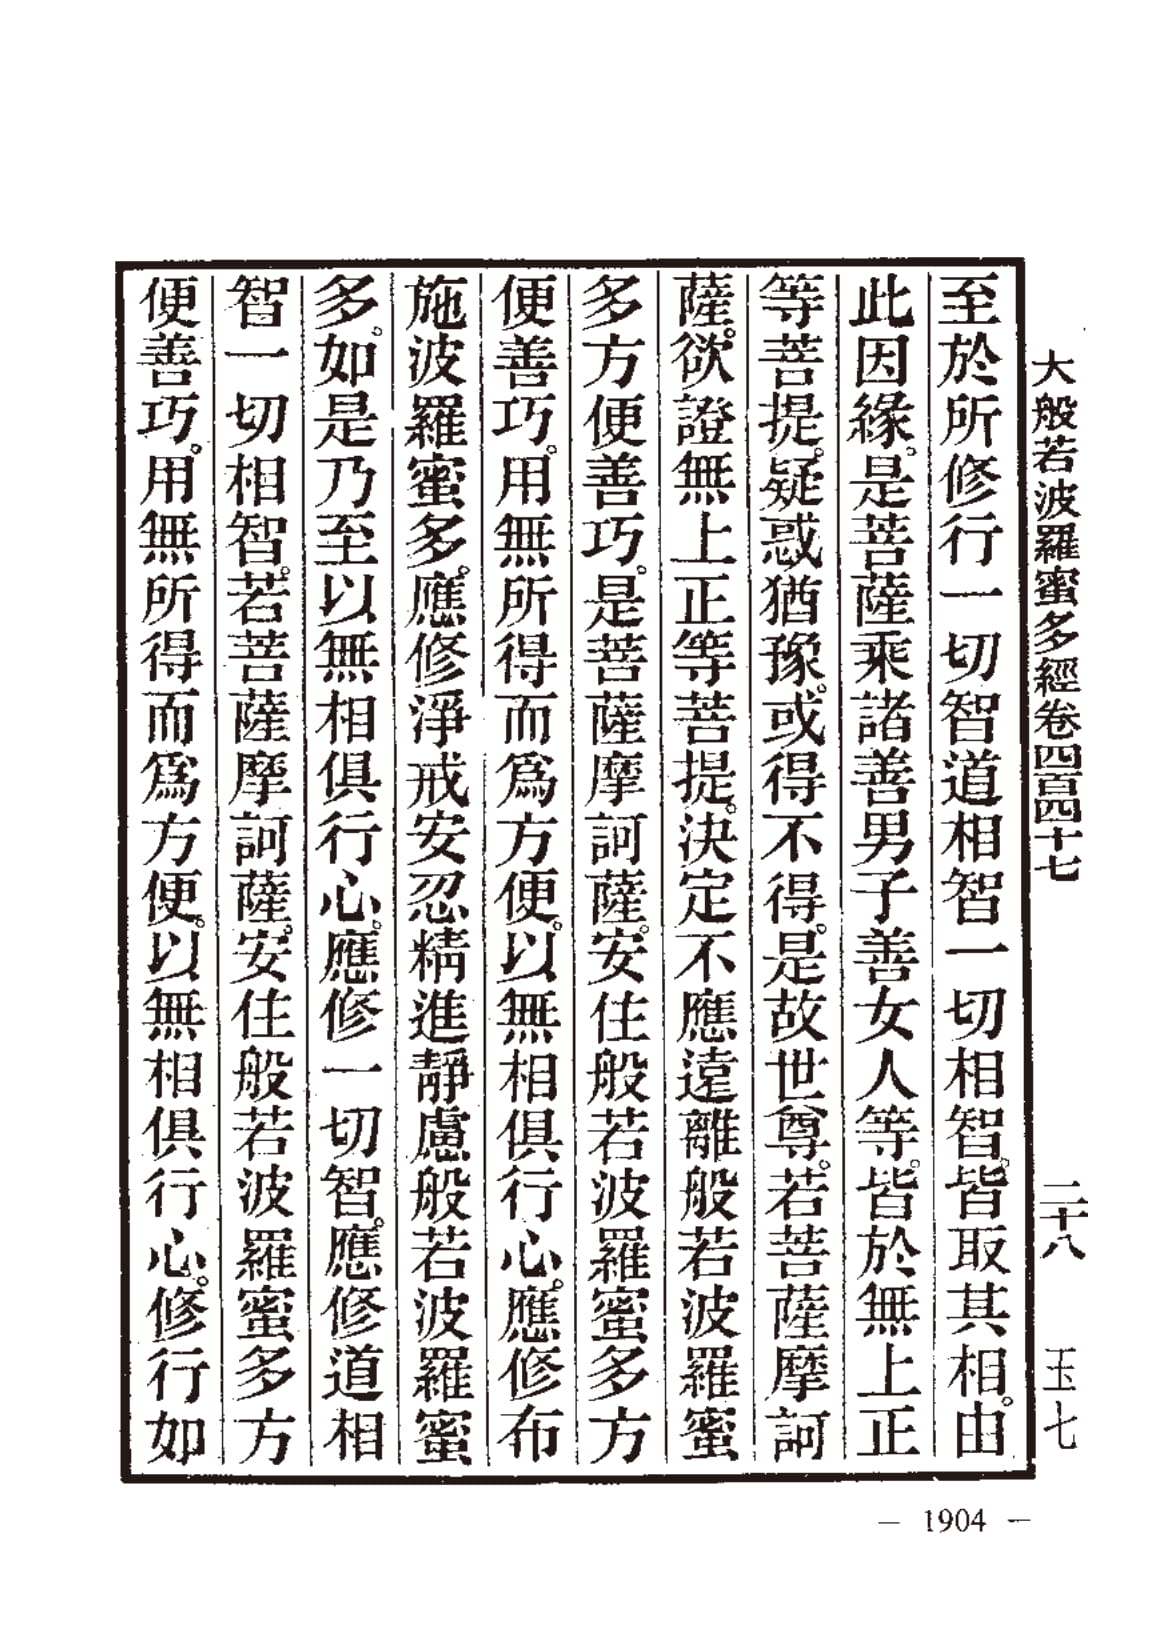 大般若波羅蜜多經卷四百四十七 二十八 玉七
至於所修行一切智道相智一切相智。皆取其相。由
此因緣。是菩薩乘諸善男子善女人等。皆於無上正
等菩提。疑惑猶豫。或得不得。是故世尊。若菩薩摩訶
薩。欲證無上正等菩提。決定不應遠離般若波羅蜜
多方便善巧。是菩薩摩訶薩。安住般若波羅蜜多方
便善巧。用無所得而爲方便。以無相俱行心。應修布
施波羅蜜多。應修淨戒安忍精進靜慮般若波羅蜜
多。如是乃至以無相俱行心。應修一切智。應修道相
智一切相智。若菩薩摩訶薩。安住般若波羅蜜多方
便善巧。用無所得而爲方便。以無相俱行心。修行如
— 1904 —